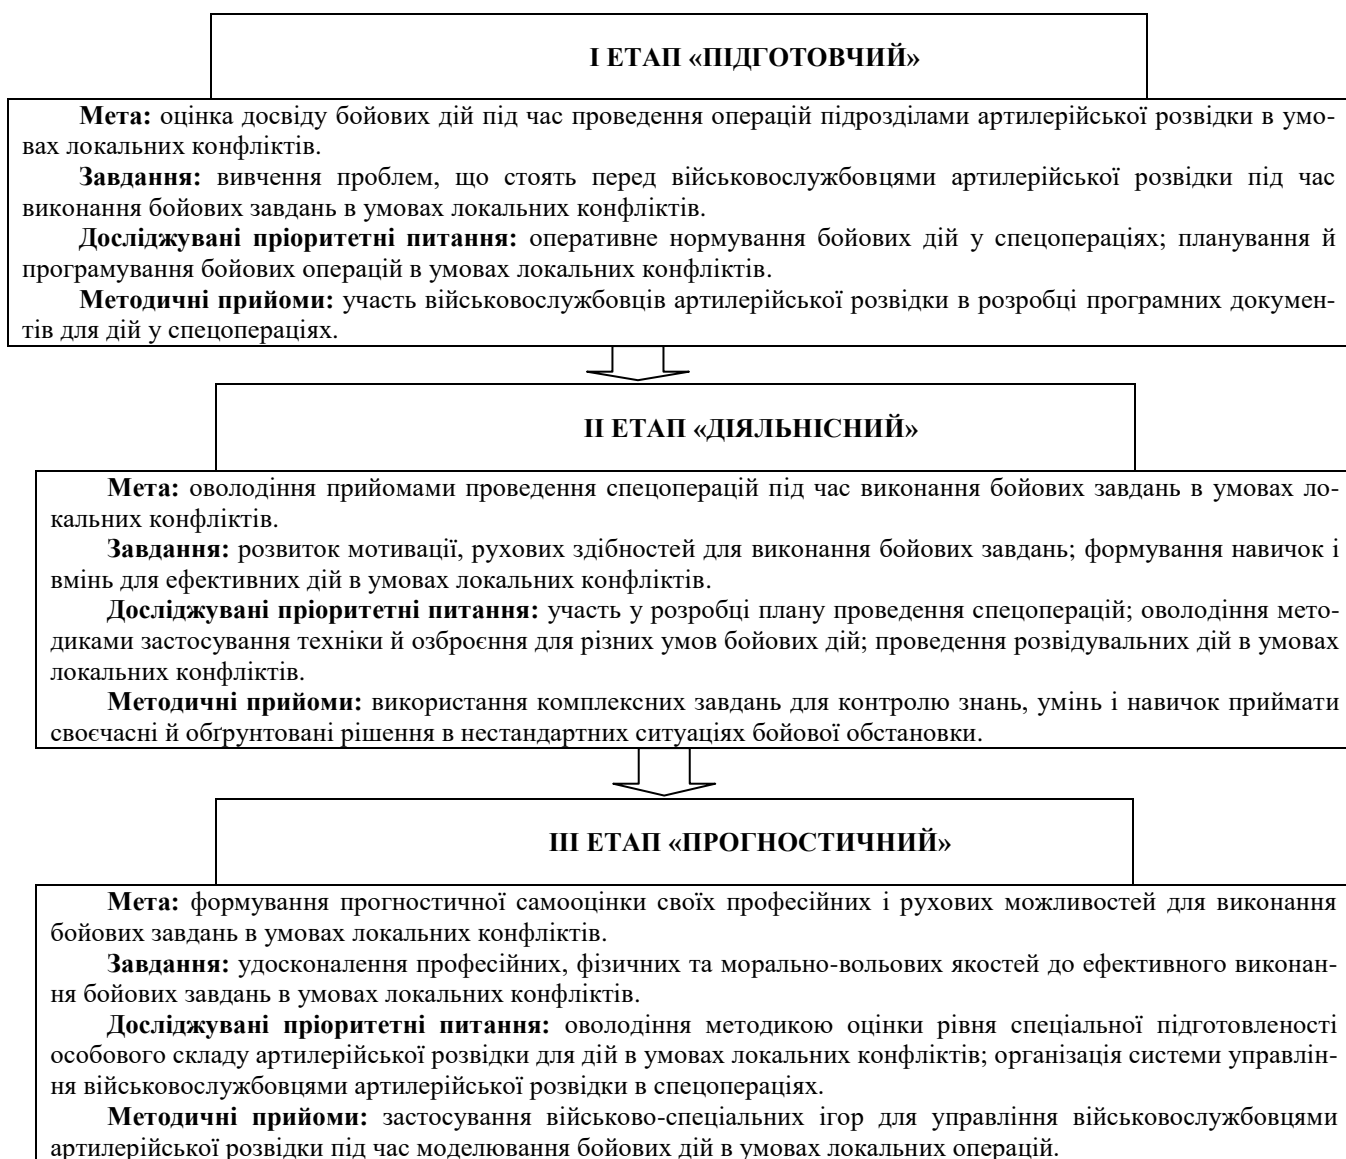 І ЕТАП «ПІДГОТОВЧИЙ»
Мета: оцінка досвіду бойових дій під час проведення операцій підрозділами артилерійської розвідки в умо-
вах локальних конфліктів.
Завдання: вивчення проблем, що стоять перед військовослужбовцями артилерійської розвідки під час
виконання бойових завдань в умовах локальних конфліктів.
Досліджувані пріоритетні питання: оперативне нормування бойових дій у спецопераціях; планування й
програмування бойових операцій в умовах локальних конфліктів.
Методичні прийоми: участь військовослужбовців артилерійської розвідки в розробці програмних докумен-
тів для дій у спецопераціях.
ІІ ЕТАП «ДІЯЛЬНІСНИЙ»
Мета: оволодіння прийомами проведення спецоперацій під час виконання бойових завдань в умовах ло-
кальних конфліктів.
Завдання: розвиток мотивації, рухових здібностей для виконання бойових завдань; формування навичок і
вмінь для ефективних дій в умовах локальних конфліктів.
Досліджувані пріоритетні питання: участь у розробці плану проведення спецоперацій; оволодіння мето-
диками застосування техніки й озброєння для різних умов бойових дій; проведення розвідувальних дій в умовах
локальних конфліктів.
Методичні прийоми: використання комплексних завдань для контролю знань, умінь і навичок приймати
своєчасні й обґрунтовані рішення в нестандартних ситуаціях бойової обстановки.
ІІІ ЕТАП «ПРОГНОСТИЧНИЙ»
Мета: формування прогностичної самооцінки своїх професійних і рухових можливостей для виконання
бойових завдань в умовах локальних конфліктів.
Завдання: удосконалення професійних, фізичних та морально-вольових якостей до ефективного виконан-
ня бойових завдань в умовах локальних конфліктів.
Досліджувані пріоритетні питання: оволодіння методикою оцінки рівня спеціальної підготовленості
особового складу артилерійської розвідки для дій в умовах локальних конфліктів; організація системи управлін-
ня військовослужбовцями артилерійської розвідки в спецопераціях.
Методичні прийоми: застосування військово-спеціальних ігор для управління військовослужбовцями
артилерійської розвідки під час моделювання бойових дій в умовах локальних операцій.